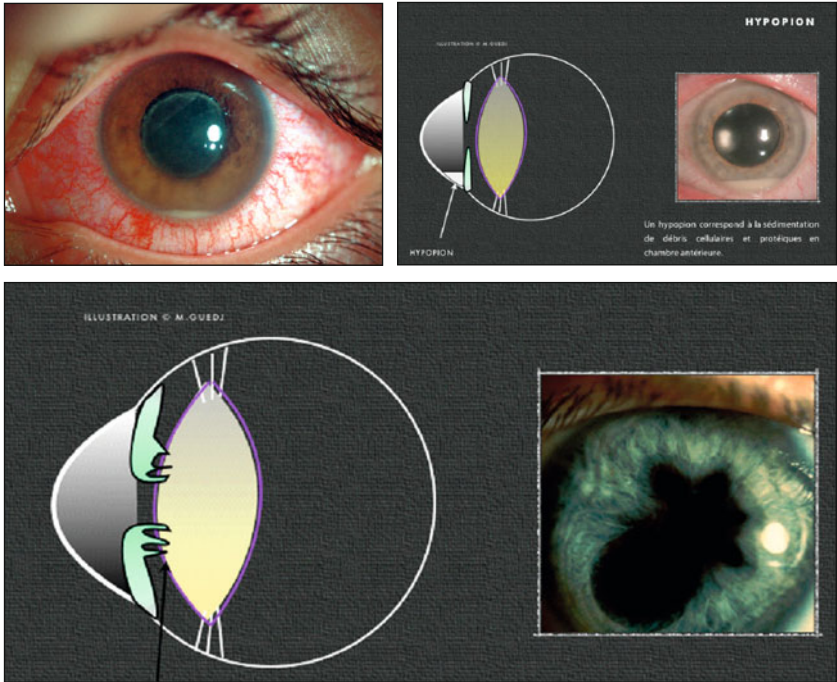 HYPOPION
ILLUSTRATION © M.GUEDJ
Un hypopion correspond à la sédimentation
de débris cellulaires et protéiques en
chambre antérieure.
HYPOPION
ILLUSTRATION © M.GUEDJ